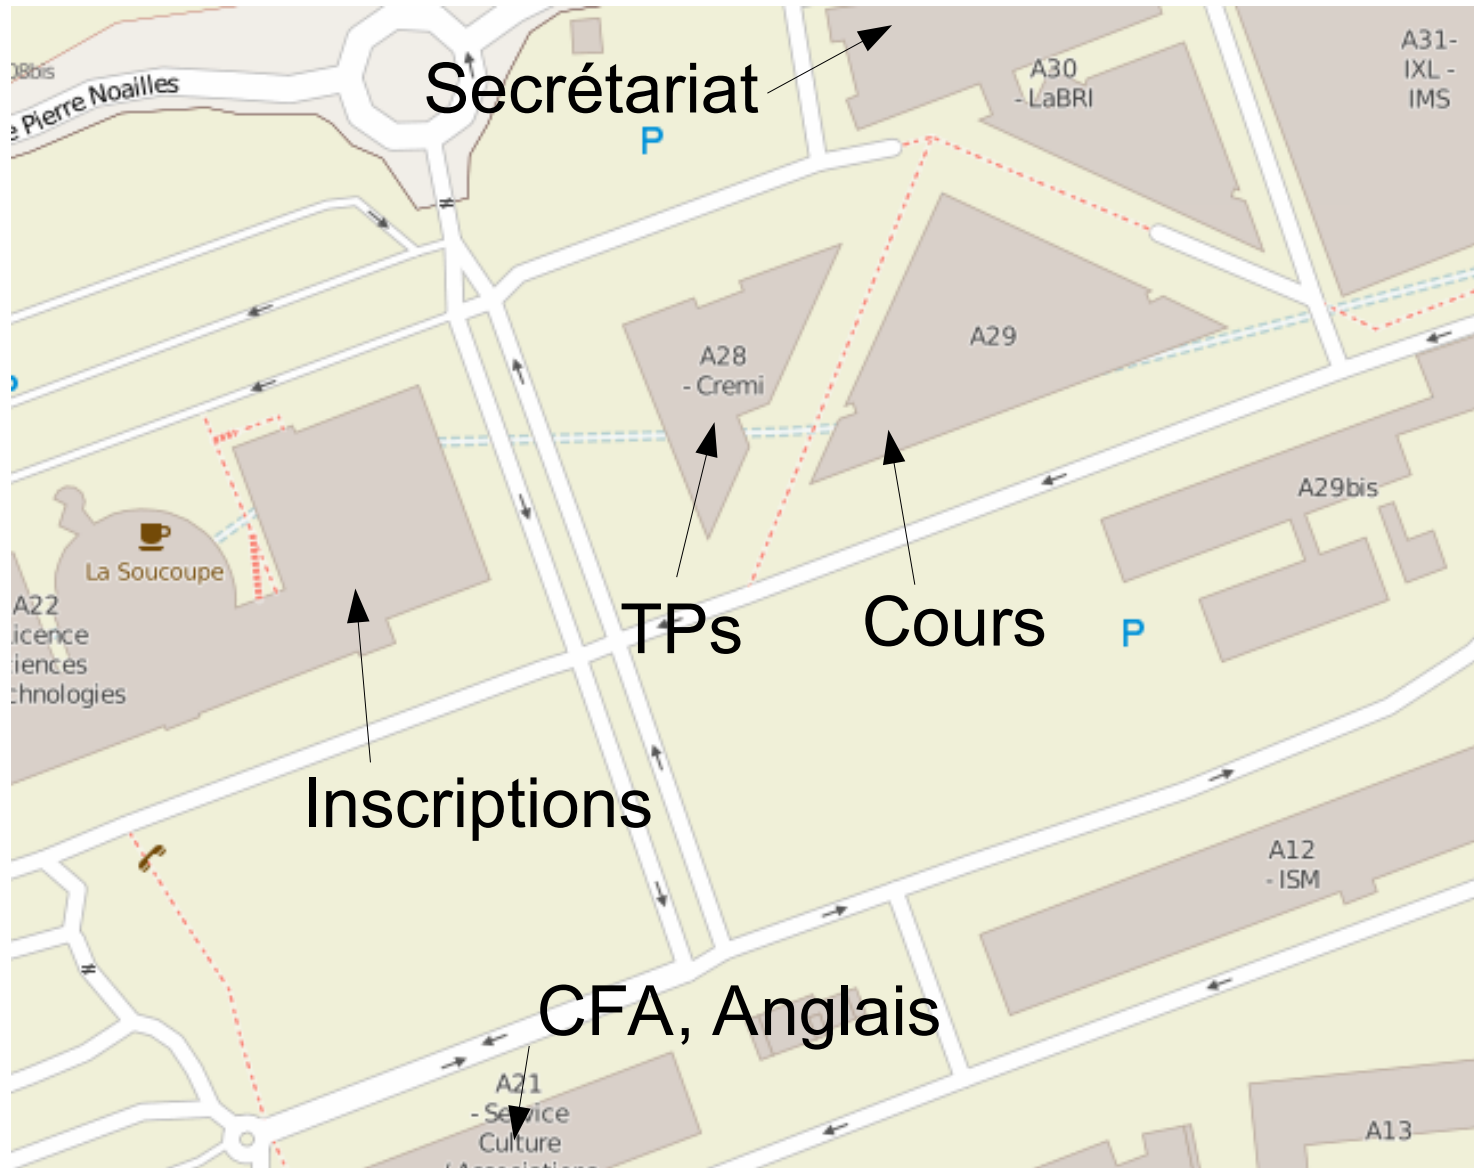 A31-
IXL -
IMS
Secrétariat
A30
- LaBRI
08bis
e Pierre Noailles
P
A29
A28
- Cremi
A29bis
La Soucoupe
A22
icence
iences
chnologies
TPs
Cours
P
Inscriptions
A12
- ISM
CFA, Anglais
A21
- Service
Culture
A13